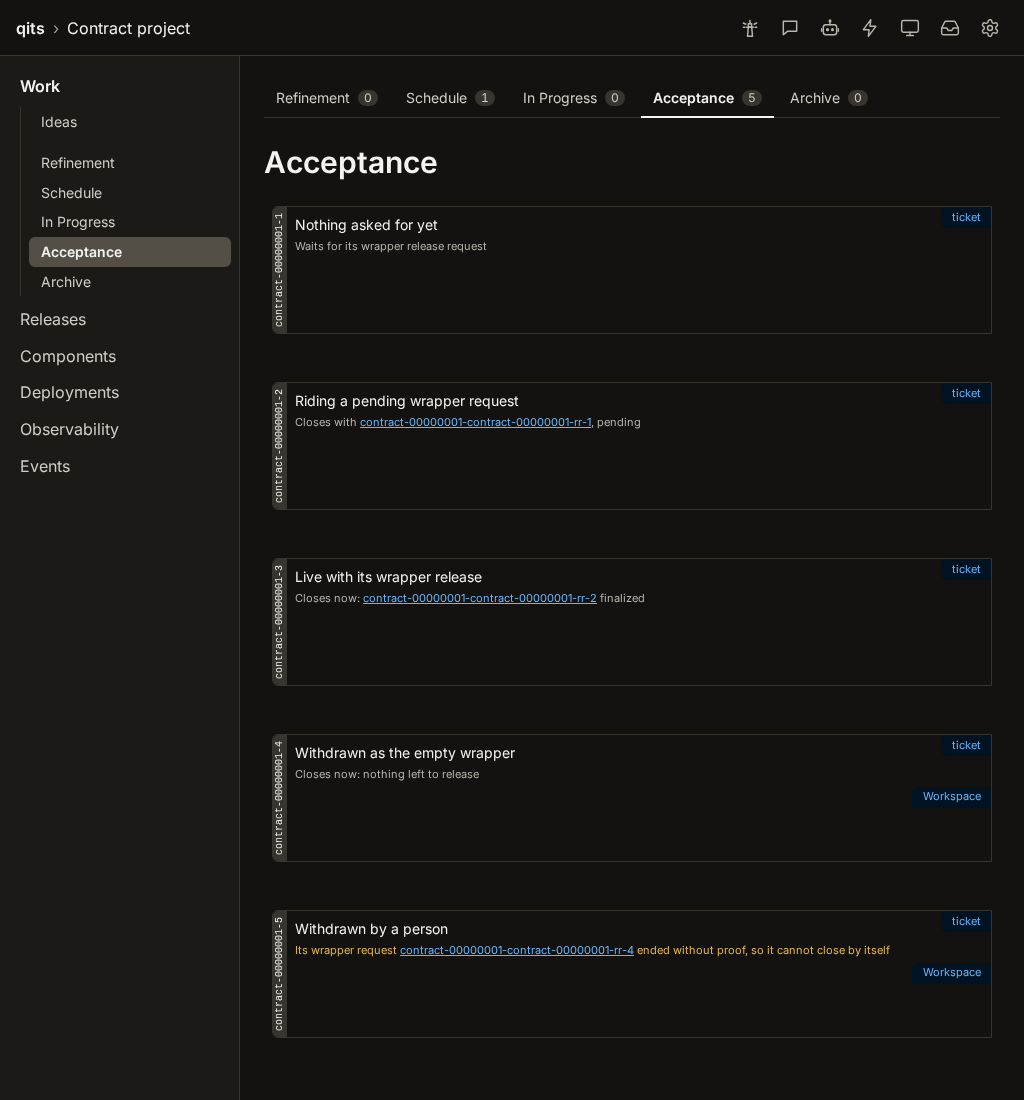 qits › Contract project
Work
Ideas
Refinement
Schedule
In Progress
Acceptance
Archive
Releases
Components
Deployments
Observability
Events
Refinement 0 Schedule 1 In Progress 0 Acceptance 5 Archive 0
Acceptance
contract-00000001-1
Nothing asked for yet
ticket
Waits for its wrapper release request
contract-00000001-2
Riding a pending wrapper request
ticket
Closes with contract-00000001-contract-00000001-rr-1, pending
contract-00000001-3
Live with its wrapper release
ticket
Closes now: contract-00000001-contract-00000001-rr-2 finalized
contract-00000001-4
Withdrawn as the empty wrapper
ticket
Closes now: nothing left to release
Workspace
contract-00000001-5
Withdrawn by a person
ticket
Its wrapper request contract-00000001-contract-00000001-rr-4 ended without proof, so it cannot close by itself
Workspace